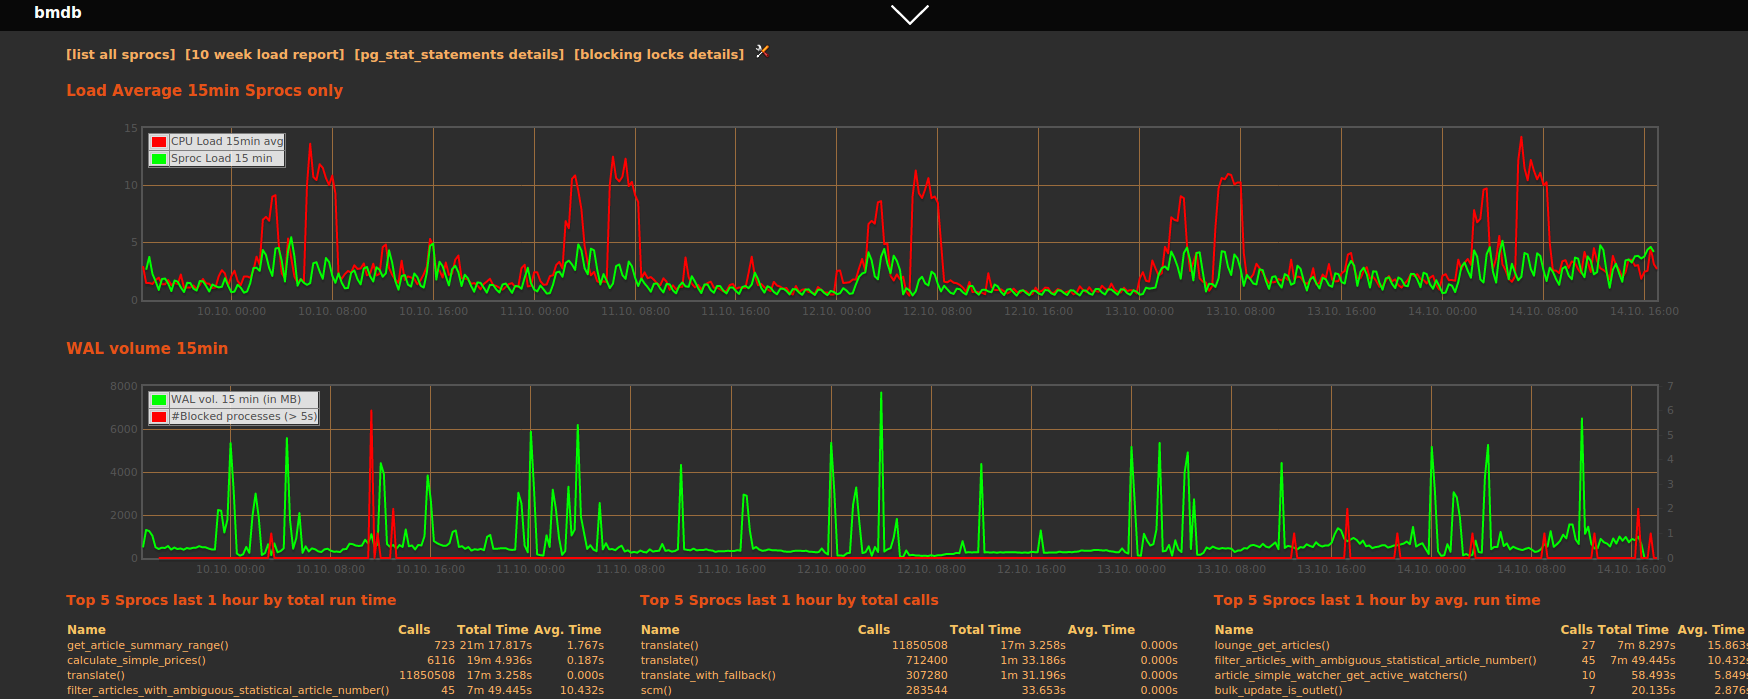 bmdb
[list all sprocs] [10 week load report] [pg_stat_statements details] [blocking locks details]
Load Average 15min Sprocs only
15
10
5
0
CPU Load 15min avg
Sproc Load 15 min
10.10. 00:00 10.10. 08:00 10.10. 16:00 11.10. 00:00 11.10. 08:00 11.10. 16:00 12.10. 00:00 12.10. 08:00 12.10. 16:00 13.10. 00:00 13.10. 08:00 13.10. 16:00 14.10. 00:00 14.10. 08:00 14.10. 16:00
WAL volume 15min
8000
6000
4000
2000
0
WAL vol. 15 min (in MB)
#Blocked processes (> 5s)
7
6
5
4
3
2
1
0
10.10. 00:00 10.10. 08:00 10.10. 16:00 11.10. 00:00 11.10. 08:00 11.10. 16:00 12.10. 00:00 12.10. 08:00 12.10. 16:00 13.10. 00:00 13.10. 08:00 13.10. 16:00 14.10. 00:00 14.10. 08:00 14.10. 16:00
Top 5 Sprocs last 1 hour by total run time
Name Calls Total Time Avg. Time
get_article_summary_range() 723 21m 17.817s 1.767s
calculate_simple_prices() 6116 19m 4.936s 0.187s
translate() 11850508 17m 3.258s 0.000s
filter_articles_with_ambiguous_statistical_article_number() 45 7m 49.445s 10.432s
Top 5 Sprocs last 1 hour by total calls
Name Calls Total Time Avg. Time
translate() 11850508 17m 3.258s 0.000s
translate() 712400 1m 33.186s 0.000s
translate_with_fallback() 307280 1m 31.196s 0.000s
scm() 283544 33.653s 0.000s
Top 5 Sprocs last 1 hour by avg. run time
Name Calls Total Time Avg. Time
lounge_get_articles() 27 7m 8.297s 15.863s
filter_articles_with_ambiguous_statistical_article_number() 45 7m 49.445s 10.432s
article_simple_watcher_get_active_watchers() 10 58.493s 5.849s
bulk_update_is_outlet() 7 20.135s 2.876s